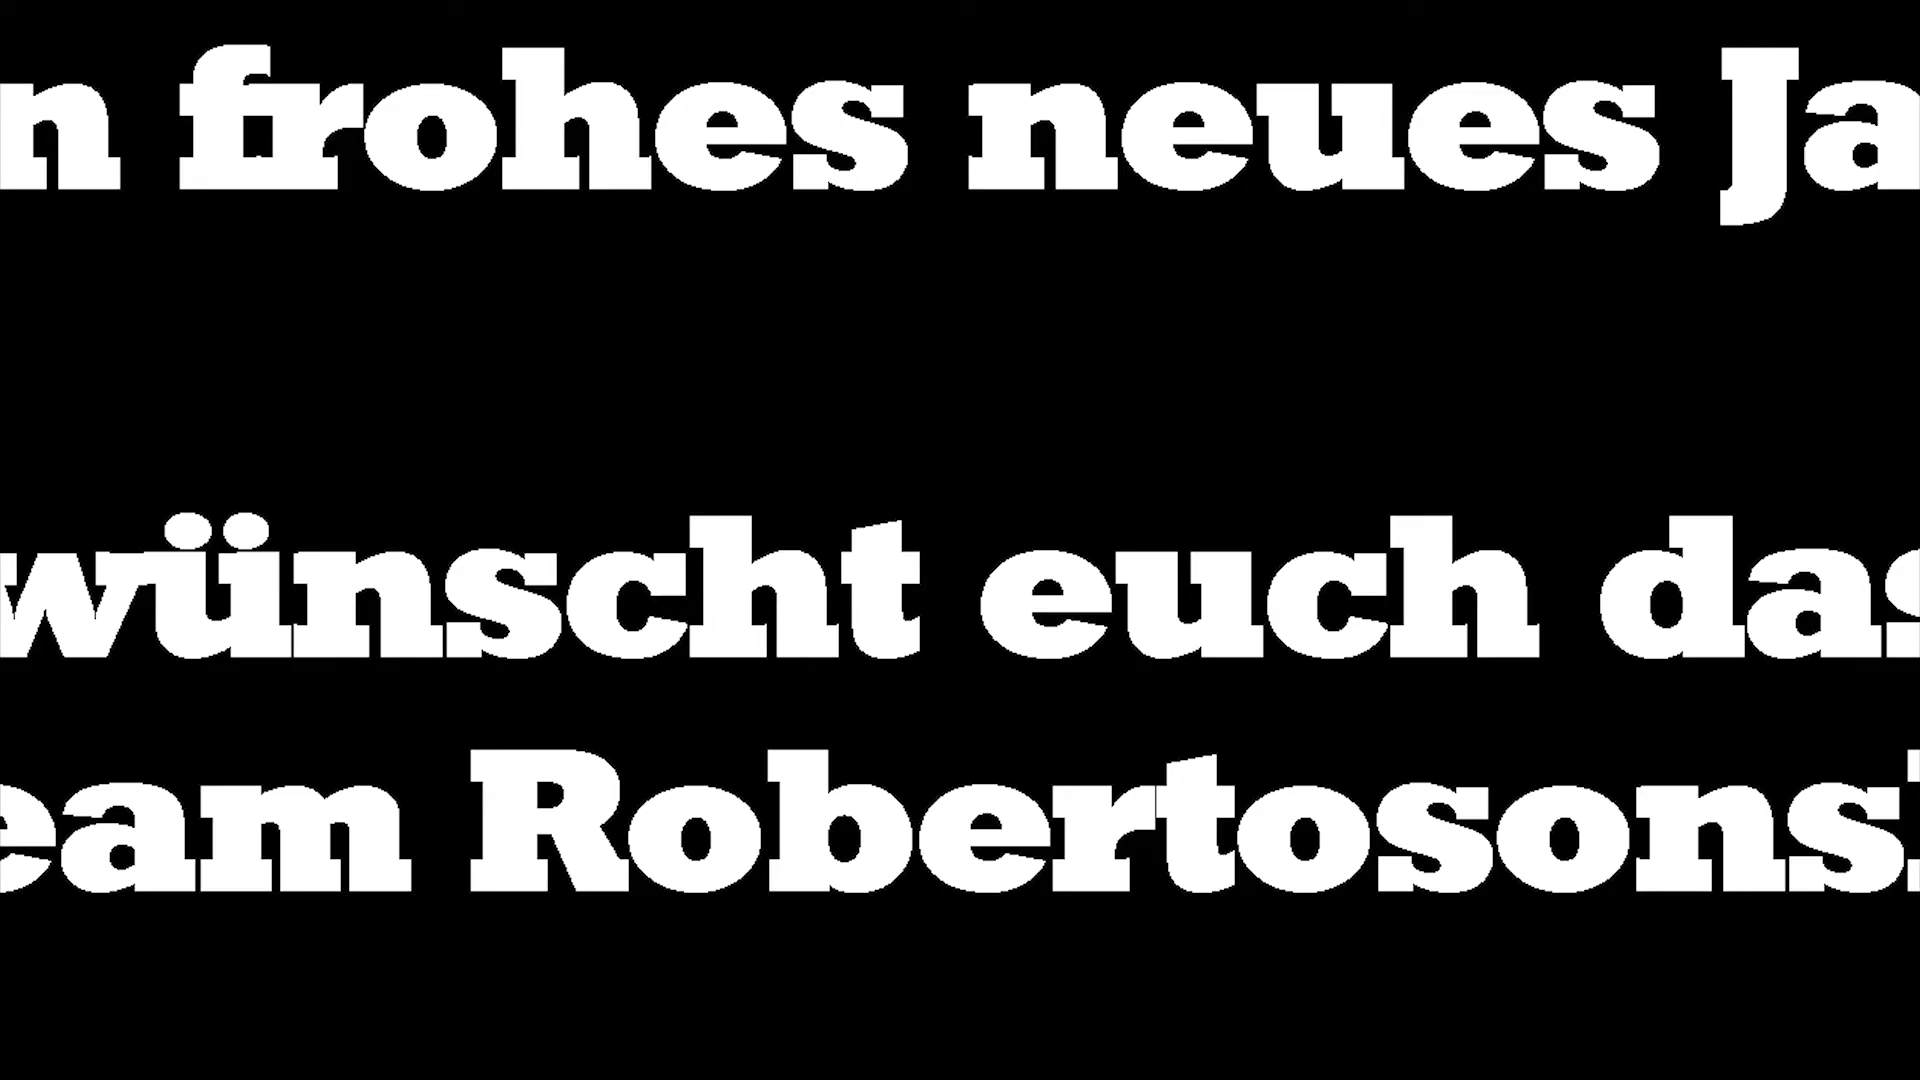 n frohes neues Ja
wünscht euch das
eam Robertosons